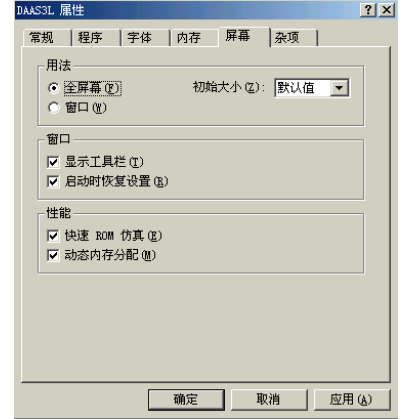 DAAS3L 属性
常规 程序 字体 内存 屏幕 杂项
用法
全屏幕(F) 初始大小(Z): 默认值
窗口(W)
窗口
显示工具栏(T)
启动时恢复设置(R)
性能
快速 ROM 仿真(E)
动态内存分配(M)
确定 取消 应用(A)